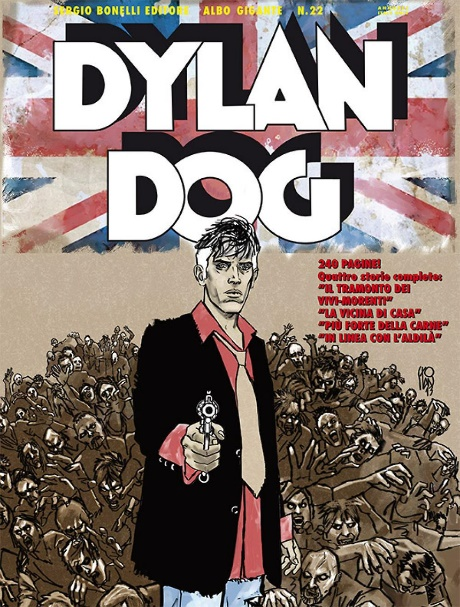 SERGIO BONELLI EDITORE ALBO GIGANTE N.22
DYLAN
DOG
240 PAGINE!
Quattro storie complete:
"IL TRAMONTO DEI
VIVI-MORENTI"
"LA VICINA DI CASA"
"PIÙ FORTE DELLA CARNE"
"IN LINEA CON L'ALDILÀ"